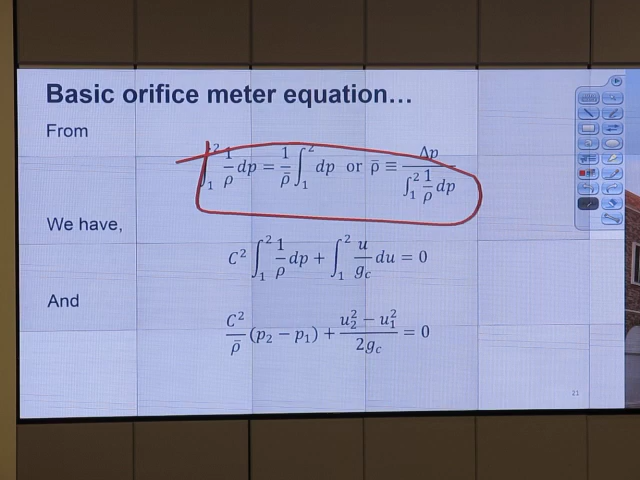 Basic orifice meter equation...
From
∫₁² 1/ρ dp = 1/ρ̄ ∫₁² dp or ρ̄ ≡ Δp / ∫₁² 1/ρ dp
We have,
C² ∫₁² 1/ρ dp + ∫₁² u/g_c du = 0
And
C²/ρ̄ (p₂ − p₁) + (u₂² − u₁²)/2g_c = 0
21